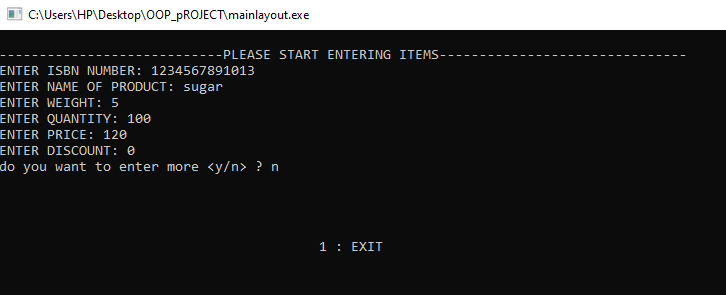 C:\Users\HP\Desktop\OOP_pROJECT\mainlayout.exe
----------------------------PLEASE START ENTERING ITEMS-------------------------------
ENTER ISBN NUMBER: 1234567891013
ENTER NAME OF PRODUCT: sugar
ENTER WEIGHT: 5
ENTER QUANTITY: 100
ENTER PRICE: 120
ENTER DISCOUNT: 0
do you want to enter more <y/n> ? n
1 : EXIT